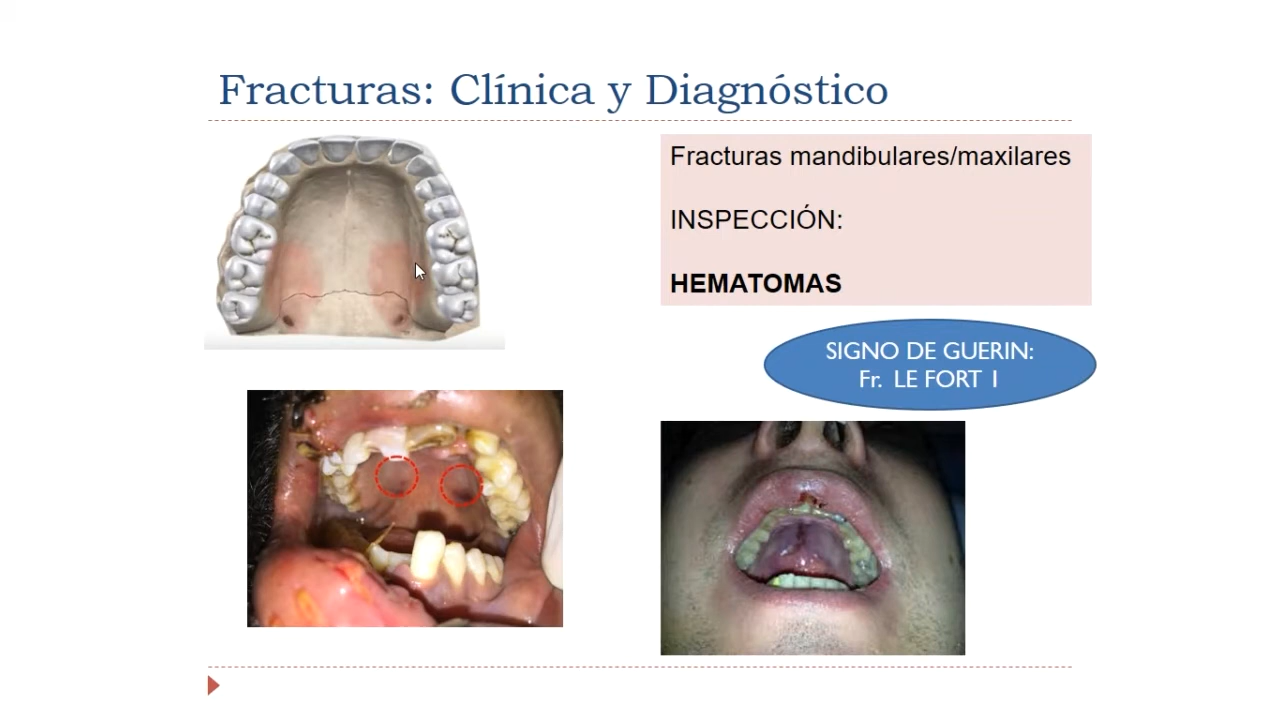 Fracturas: Clínica y Diagnóstico
Fracturas mandibulares/maxilares
INSPECCIÓN:
HEMATOMAS
SIGNO DE GUERIN:
Fr. LE FORT I